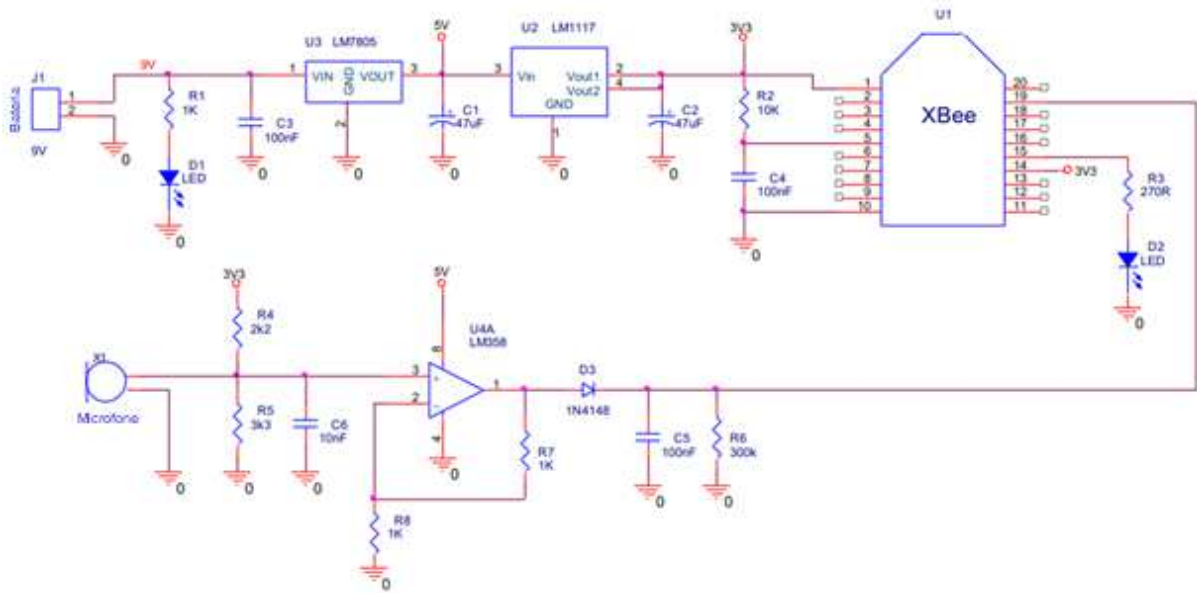 J1
1
2
Bateria
9V
9V
R1
1K
D1
LED
0
0
C3
100nF
0
U3 LM7805
1
VIN
GND
VOUT
3
2
0
5V
C1
47uF
0
U2 LM1117
3
Vin
Vout1
Vout2
GND
2
4
1
0
C2
47uF
0
3V3
R2
10K
C4
100nF
0
U1
XBee
1
2
3
4
5
6
7
8
9
10
20
19
18
17
16
15
14
13
12
11
3V3
R3
270R
D2
LED
0
X1
Microfone
0
3V3
R4
2k2
R5
3k3
0
C6
10nF
0
5V
U4A
LM358
8
3
+
2
-
1
4
0
R7
1K
R8
1K
0
D3
1N4148
C5
100nF
0
R6
300k
0